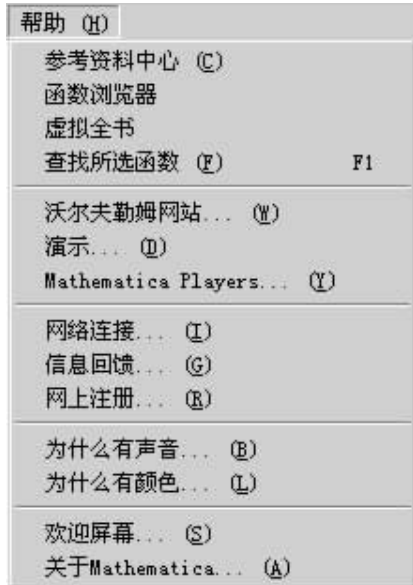 帮助 (H)
参考资料中心 (C)
函数浏览器
虚拟全书
查找所选函数 (F) F1
沃尔夫勒姆网站... (W)
演示... (D)
Mathematica Players... (Y)
网络连接... (I)
信息回馈... (G)
网上注册... (R)
为什么有声音... (B)
为什么有颜色... (L)
欢迎屏幕... (S)
关于Mathematica... (A)